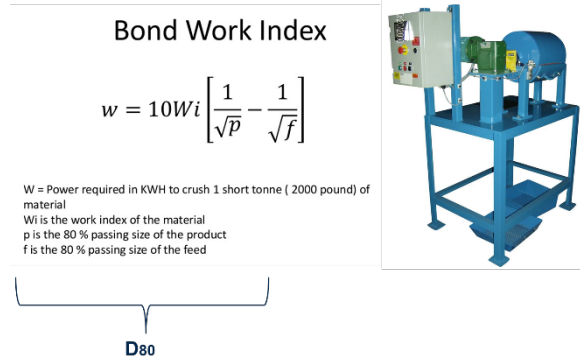 Bond Work Index
w = 10Wi [1/√p − 1/√f]
W = Power required in KWH to crush 1 short tonne ( 2000 pound) of
material
Wi is the work index of the material
p is the 80 % passing size of the product
f is the 80 % passing size of the feed
D80